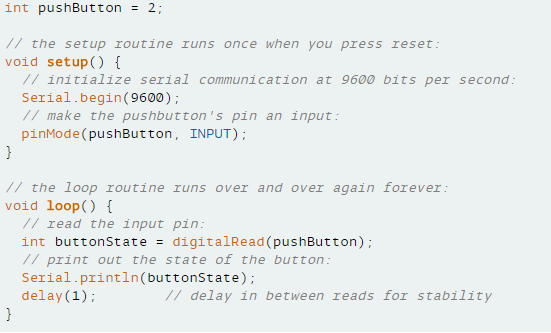 int pushButton = 2;
// the setup routine runs once when you press reset:
void setup() {
// initialize serial communication at 9600 bits per second:
Serial.begin(9600);
// make the pushbutton's pin an input:
pinMode(pushButton, INPUT);
}
// the loop routine runs over and over again forever:
void loop() {
// read the input pin:
int buttonState = digitalRead(pushButton);
// print out the state of the button:
Serial.println(buttonState);
delay(1);        // delay in between reads for stability
}